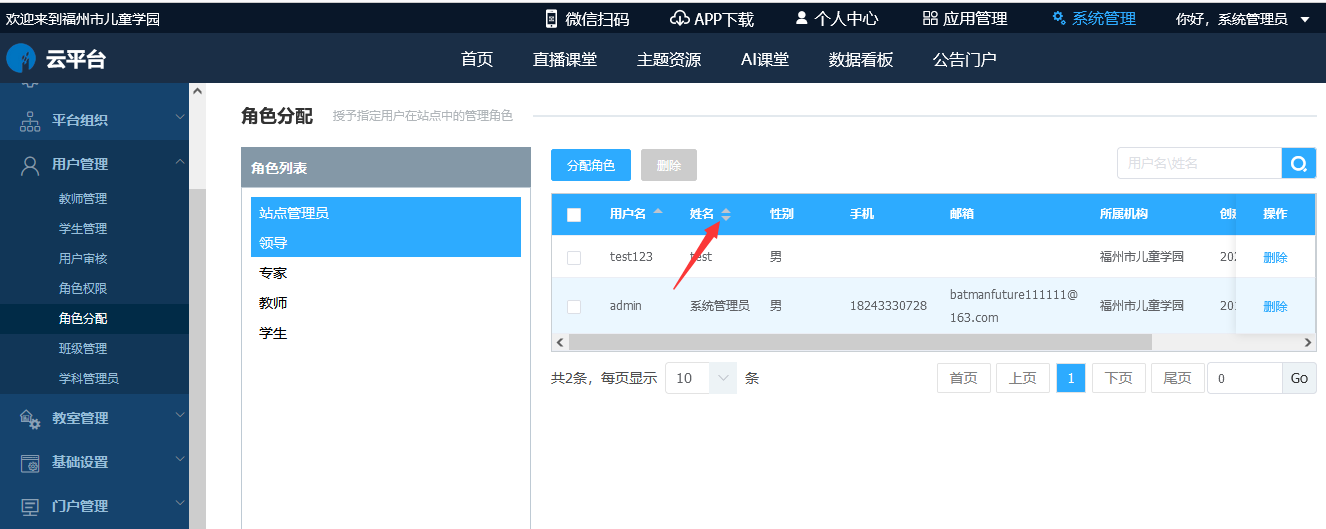 欢迎来到福州市儿童学园
微信扫码 APP下载 个人中心 应用管理 系统管理 你好，系统管理员
云平台
首页 直播课堂 主题资源 AI课堂 数据看板 公告门户
平台组织
用户管理
教师管理
学生管理
用户审核
角色权限
角色分配
班级管理
学科管理员
教室管理
基础设置
门户管理
角色分配 授予指定用户在站点中的管理角色
角色列表
站点管理员
领导
专家
教师
学生
分配角色 删除 用户名\姓名
用户名 姓名 性别 手机 邮箱 所属机构 操作
test123 test 男 福州市儿童学园 删除
admin 系统管理员 男 18243330728 batmanfuture111111@
163.com 福州市儿童学园 删除
共2条，每页显示 10 条 首页 上页 1 下页 尾页 0 Go